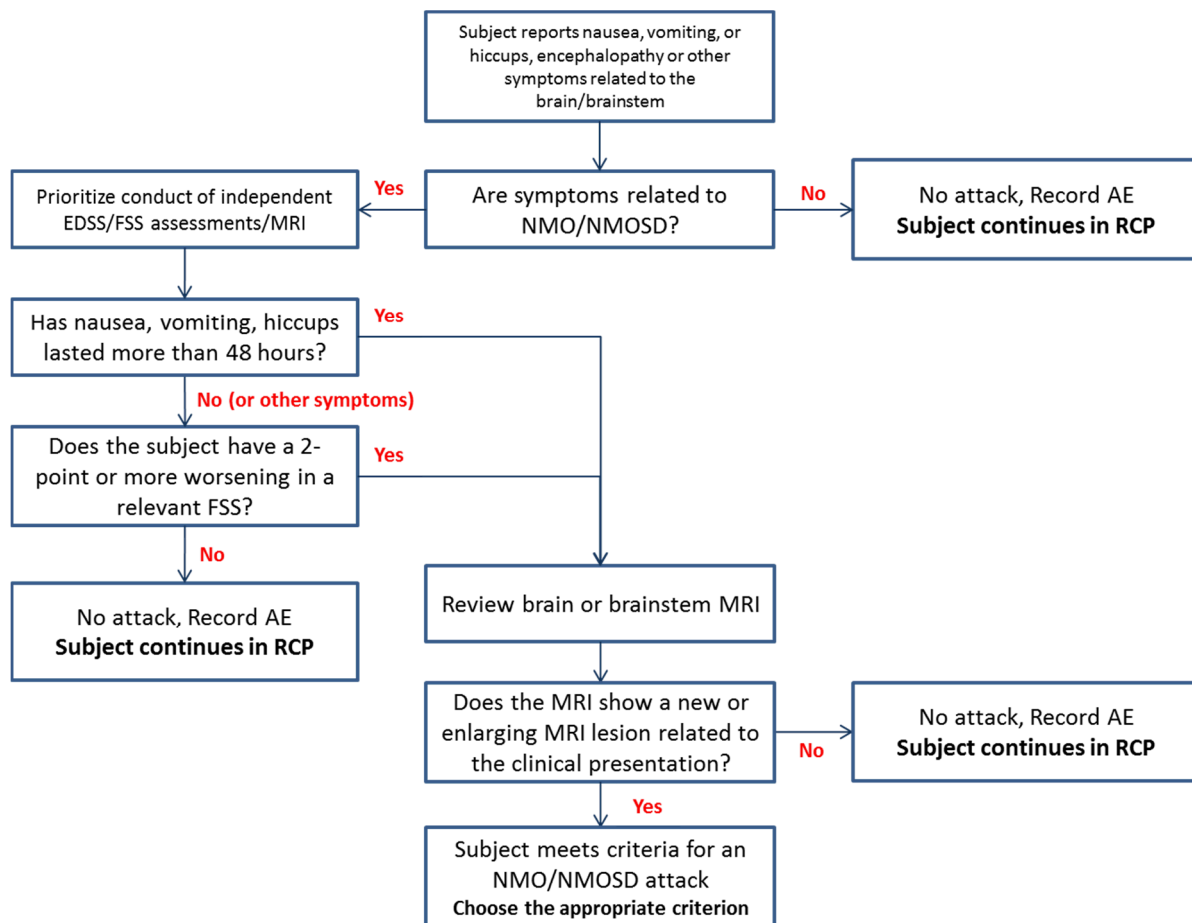 Subject reports nausea, vomiting, or
hiccups, encephalopathy or other
symptoms related to the
brain/brainstem
Prioritize conduct of independent
EDSS/FSS assessments/MRI
Yes
Are symptoms related to
NMO/NMOSD?
No
No attack, Record AE
Subject continues in RCP
Has nausea, vomiting, hiccups
lasted more than 48 hours?
Yes
No (or other symptoms)
Does the subject have a 2-
point or more worsening in a
relevant FSS?
Yes
No
No attack, Record AE
Subject continues in RCP
Review brain or brainstem MRI
Does the MRI show a new or
enlarging MRI lesion related to
the clinical presentation?
No
No attack, Record AE
Subject continues in RCP
Yes
Subject meets criteria for an
NMO/NMOSD attack
Choose the appropriate criterion